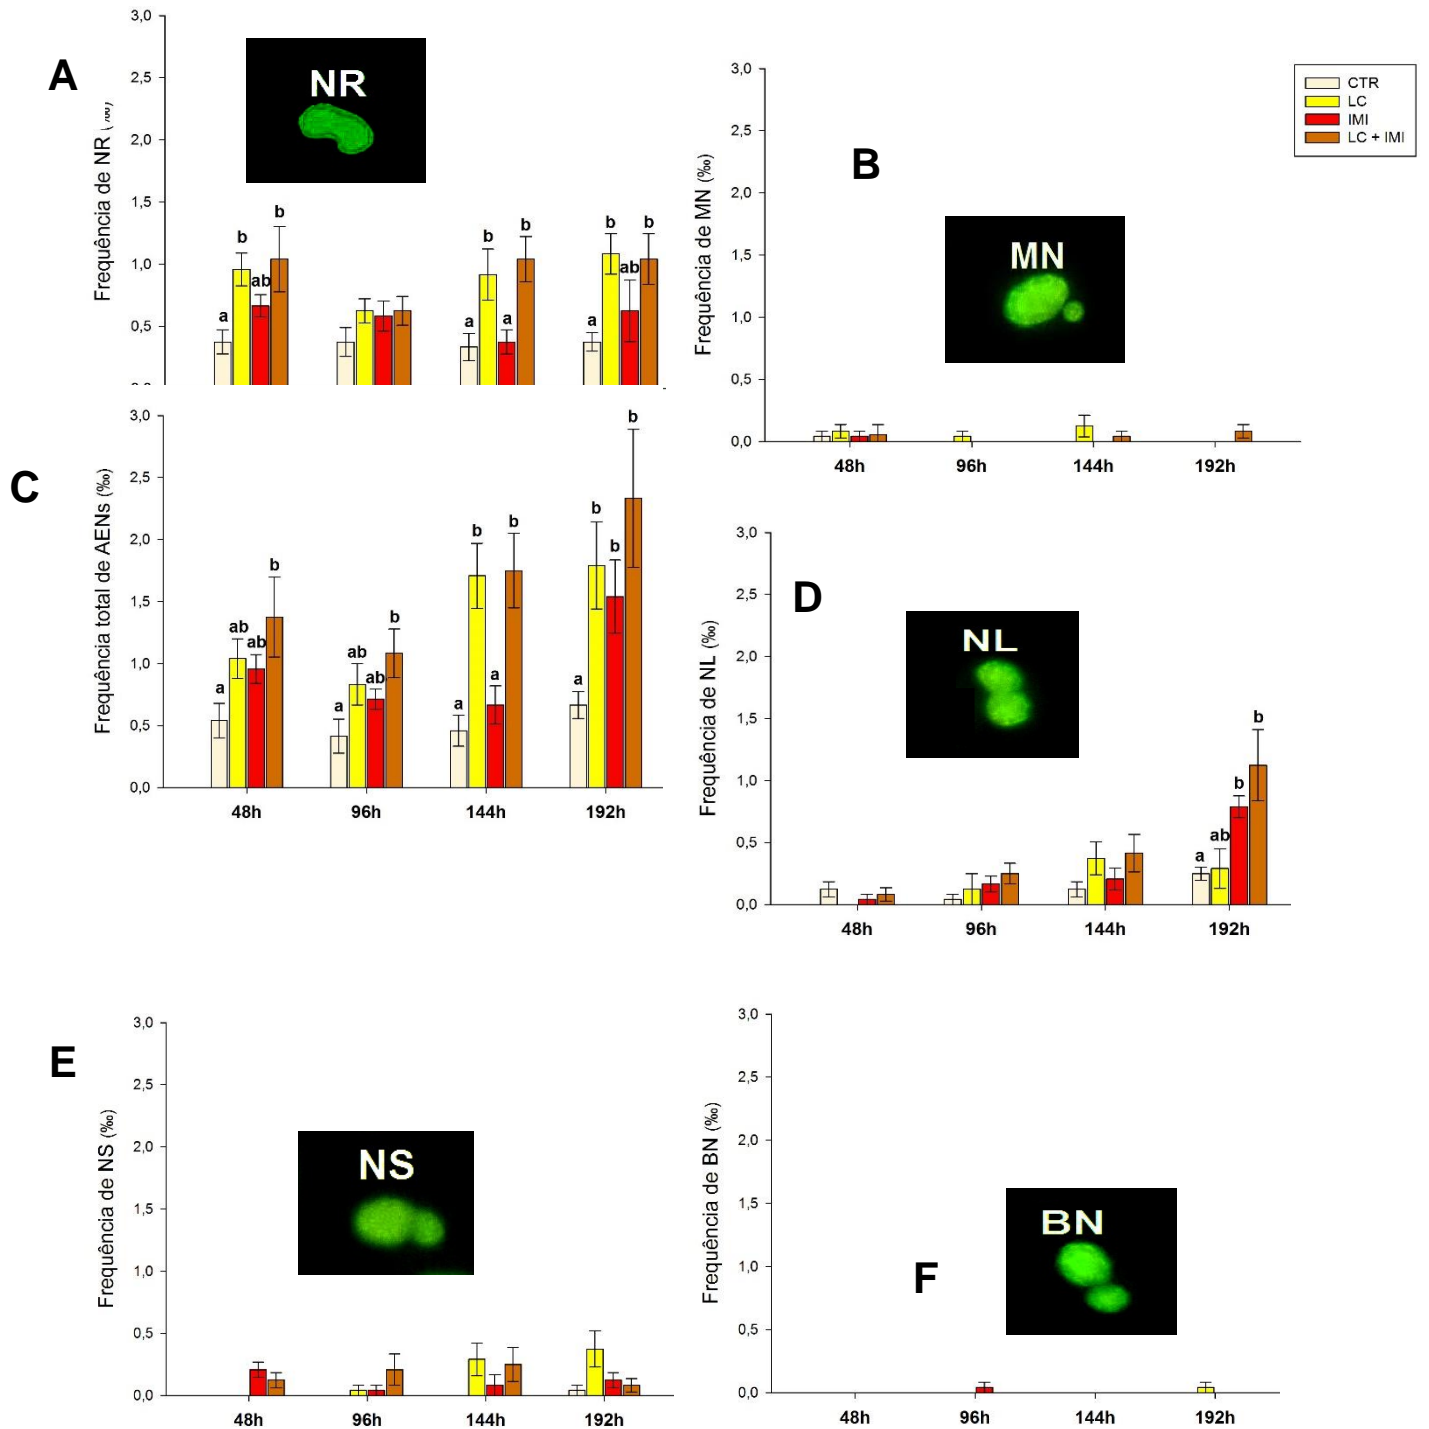 A
3,0
2,5
2,0
1,5
1,0
0,5
Frequência de NR (‰)
NR
a b ab b
a b a b
a b ab b
B
3,0
2,5
2,0
1,5
1,0
0,5
0,0
Frequência de MN (‰)
MN
48h 96h 144h 192h
CTR
LC
IMI
LC + IMI
C
3,0
2,5
2,0
1,5
1,0
0,5
0,0
Frequência total de AENs (‰)
a ab ab b
a ab ab b
a b a b
a b b b
48h 96h 144h 192h
D
3,0
2,5
2,0
1,5
1,0
0,5
0,0
Frequência de NL (‰)
NL
a ab b b
48h 96h 144h 192h
E
3,0
2,5
2,0
1,5
1,0
0,5
0,0
Frequência de NS (‰)
NS
48h 96h 144h 192h
F
3,0
2,5
2,0
1,5
1,0
0,5
0,0
Frequência de BN (‰)
BN
48h 96h 144h 192h